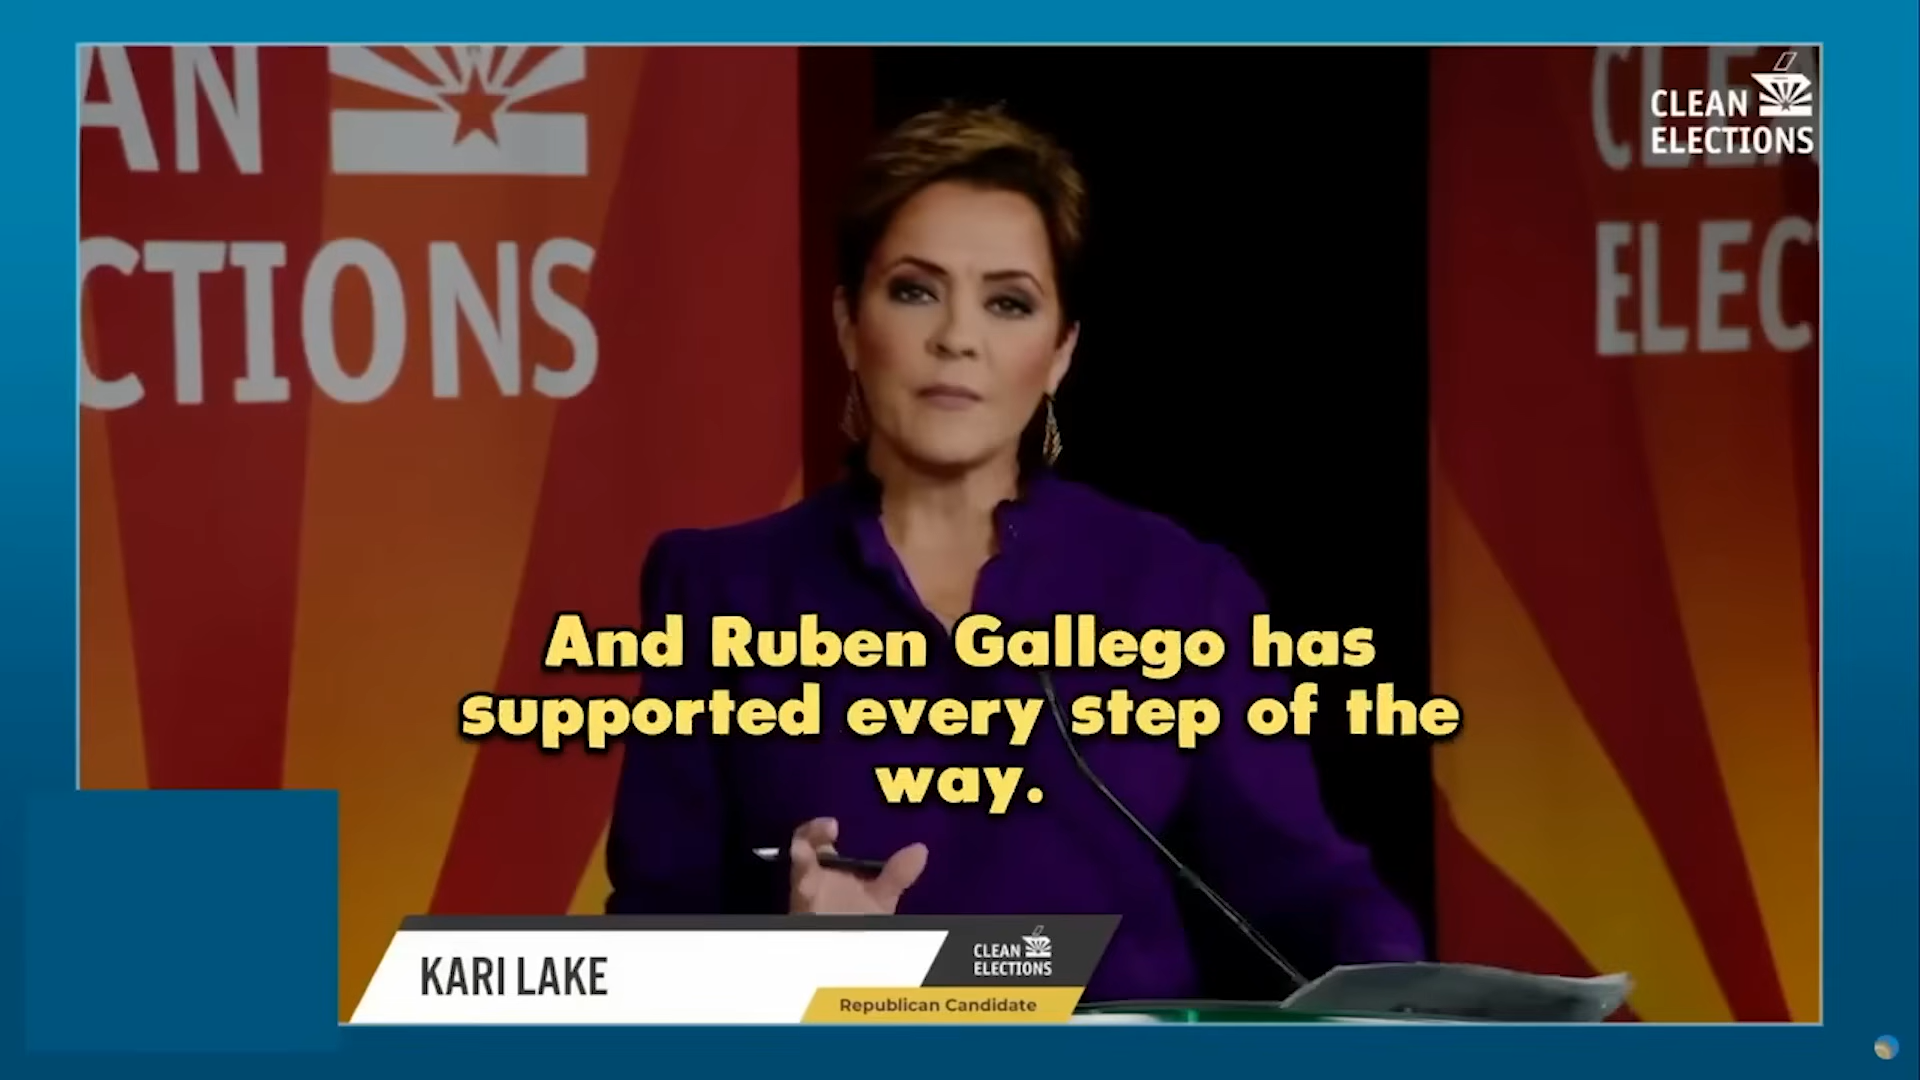 AN
CTIONS
CLEAN
ELECTIONS
CLE
ELEC
And Ruben Gallego has
supported every step of the
way.
KARI LAKE
CLEAN
ELECTIONS
Republican Candidate